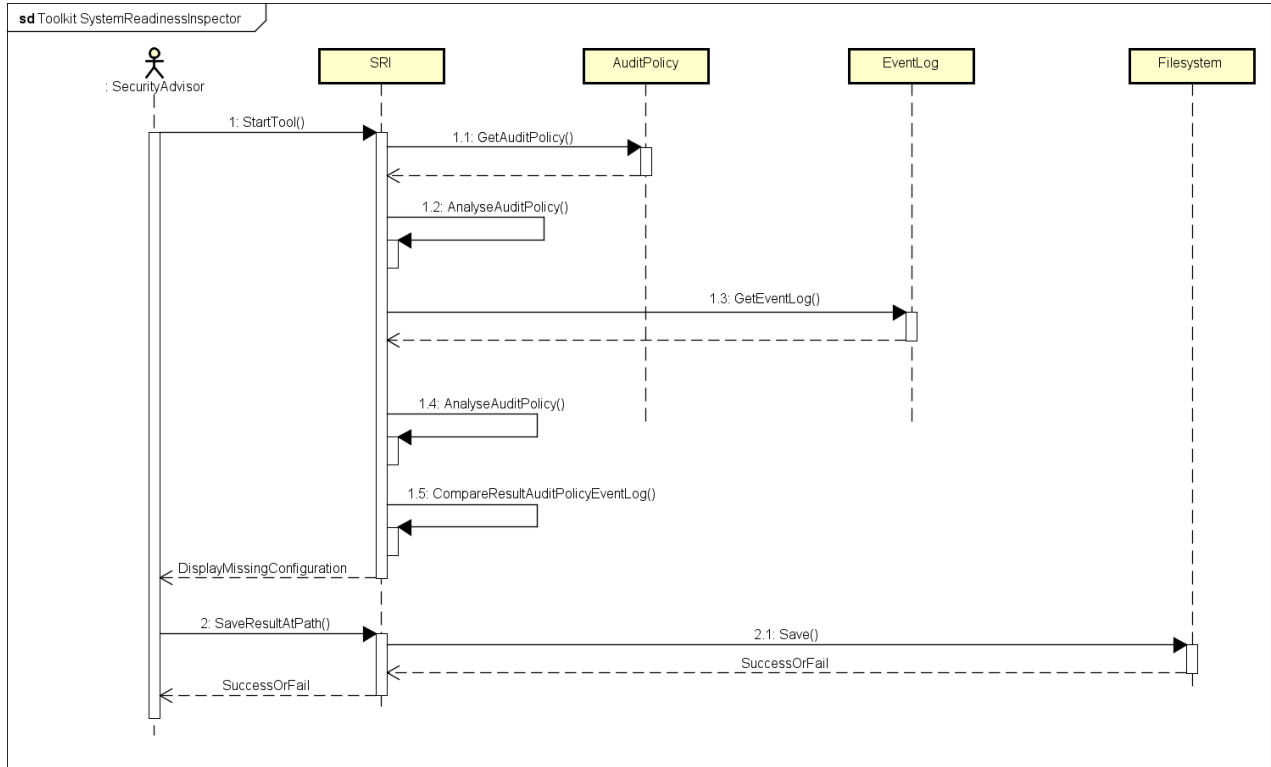 sd Toolkit SystemReadinessInspector
: SecurityAdvisor
SRI
AuditPolicy
EventLog
Filesystem
1: StartTool()
1.1: GetAuditPolicy()
1.2: AnalyseAuditPolicy()
1.3: GetEventLog()
1.4: AnalyseAuditPolicy()
1.5: CompareResultAuditPolicyEventLog()
DisplayMissingConfiguration
2: SaveResultAtPath()
2.1: Save()
SuccessOrFail
SuccessOrFail